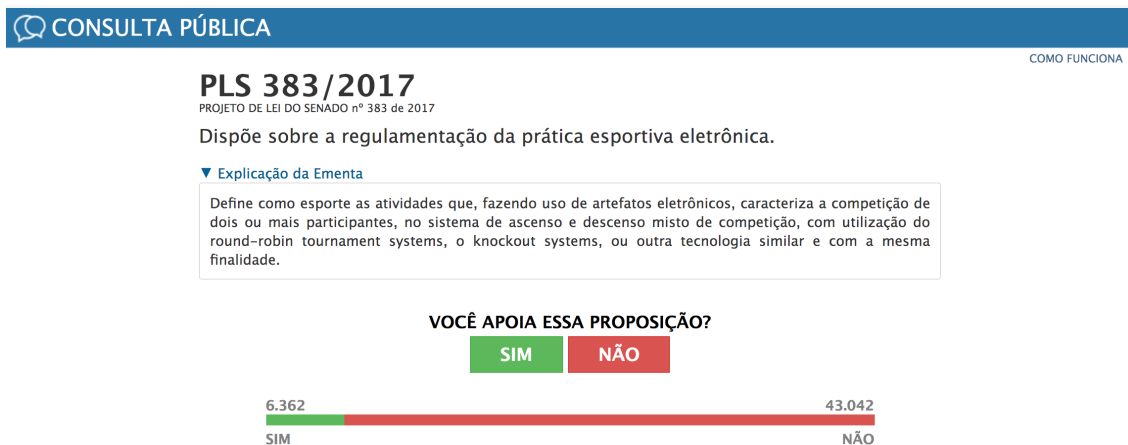 CONSULTA PÚBLICA
COMO FUNCIONA
PLS 383/2017
PROJETO DE LEI DO SENADO nº 383 de 2017
Dispõe sobre a regulamentação da prática esportiva eletrônica.
▼ Explicação da Ementa
Define como esporte as atividades que, fazendo uso de artefatos eletrônicos, caracteriza a competição de
dois ou mais participantes, no sistema de ascenso e descenso misto de competição, com utilização do
round-robin tournament systems, o knockout systems, ou outra tecnologia similar e com a mesma
finalidade.
VOCÊ APOIA ESSA PROPOSIÇÃO?
SIM NÃO
6.362 43.042
SIM NÃO